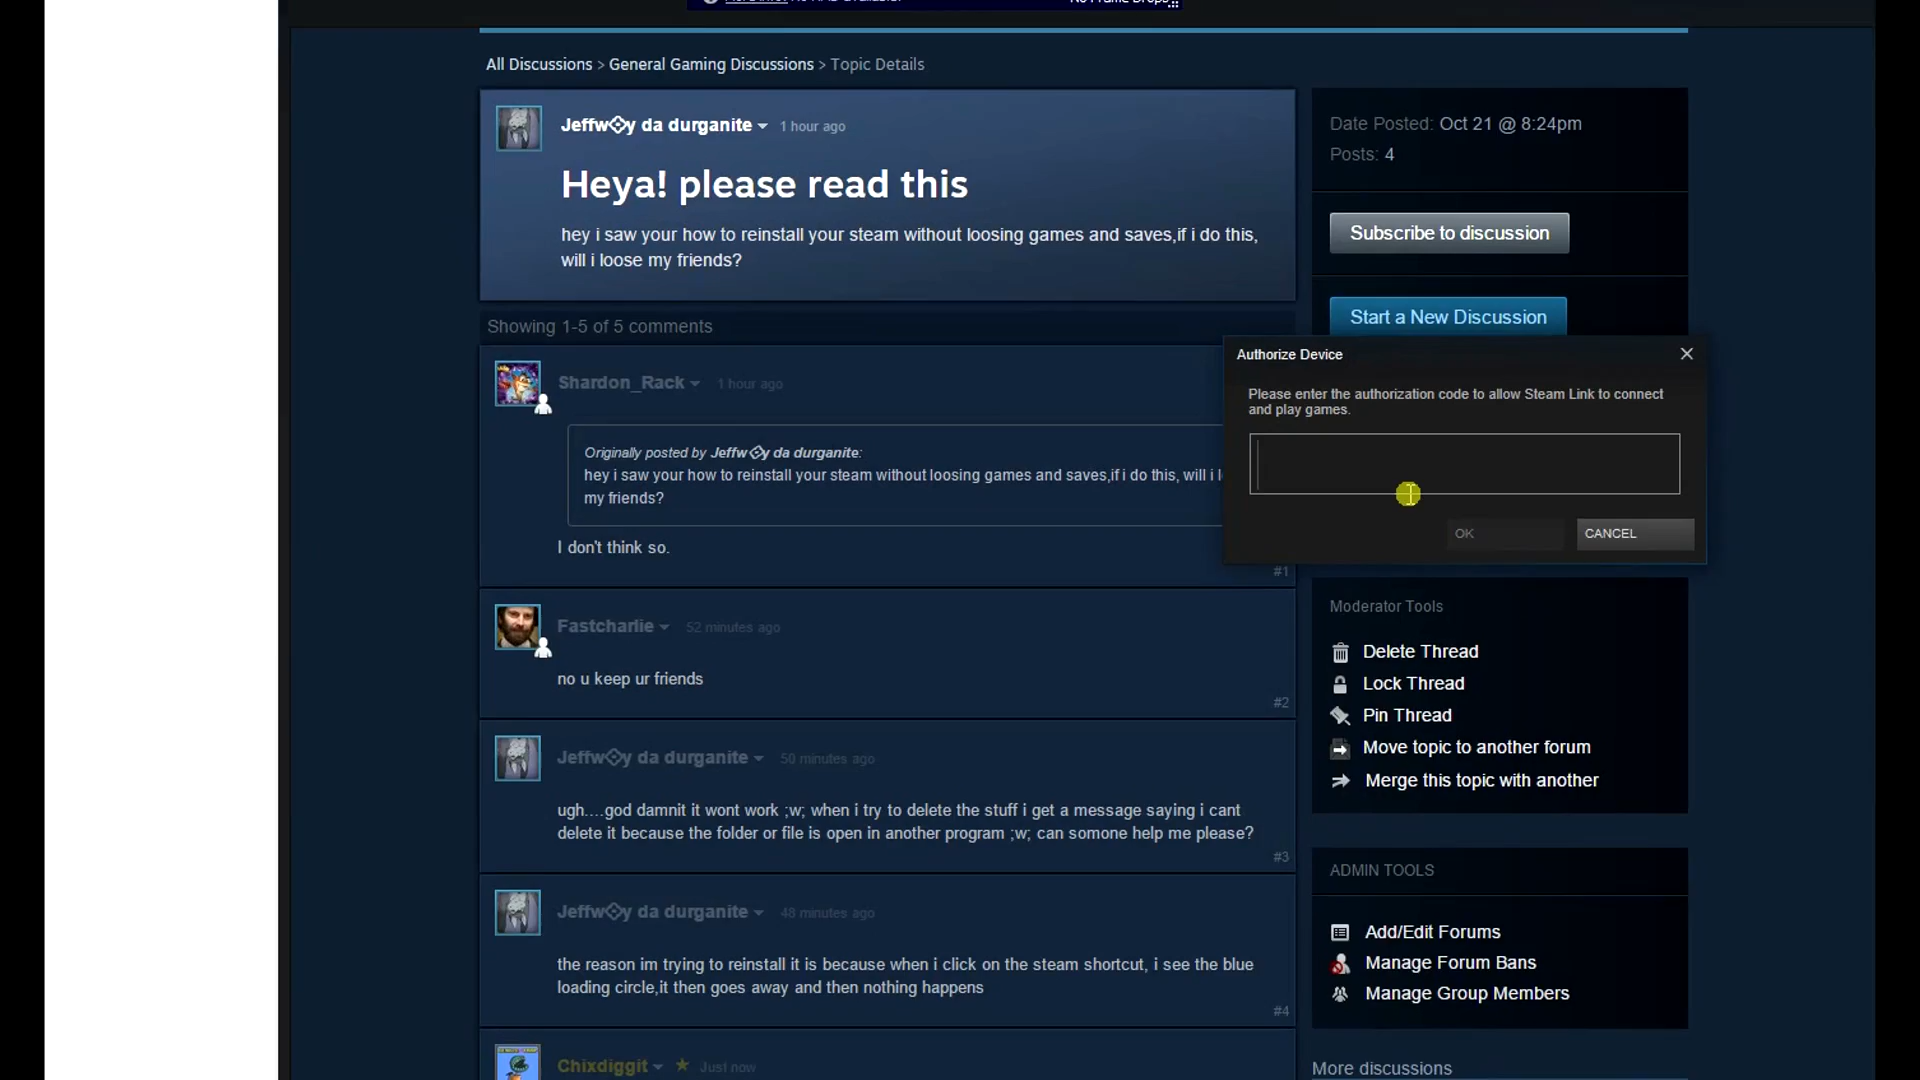 All Discussions > General Gaming Discussions > Topic Details
Jeffw�y da durganite 1 hour ago
Heya! please read this
hey i saw your how to reinstall your steam without loosing games and saves,if i do this,
will i loose my friends?
Date Posted: Oct 21 @ 8:24pm
Posts: 4
Subscribe to discussion
Start a New Discussion
Showing 1-5 of 5 comments
Shardon_Rack 1 hour ago
Originally posted by Jeffw�y da durganite:
hey i saw your how to reinstall your steam without loosing games and saves,if i do this, will i l
my friends?
I don't think so.
#1
Authorize Device
Please enter the authorization code to allow Steam Link to connect
and play games.
OK
CANCEL
Fastcharlie 52 minutes ago
no u keep ur friends
#2
Jeffw�y da durganite 50 minutes ago
ugh....god damnit it wont work ;w; when i try to delete the stuff i get a message saying i cant
delete it because the folder or file is open in another program ;w; can somone help me please?
#3
Jeffw�y da durganite 48 minutes ago
the reason im trying to reinstall it is because when i click on the steam shortcut, i see the blue
loading circle,it then goes away and then nothing happens
#4
Chixdiggit Just now
Moderator Tools
Delete Thread
Lock Thread
Pin Thread
Move topic to another forum
Merge this topic with another
ADMIN TOOLS
Add/Edit Forums
Manage Forum Bans
Manage Group Members
More discussions